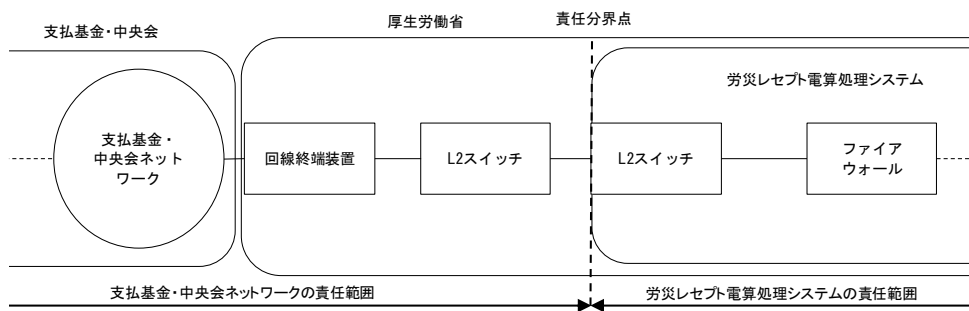 支払基金・中央会
厚生労働省
責任分界点
労災レセプト電算処理システム
支払基金・
中央会ネット
ワーク
回線終端装置
L2スイッチ
L2スイッチ
ファイア
ウォール
支払基金・中央会ネットワークの責任範囲
労災レセプト電算処理システムの責任範囲